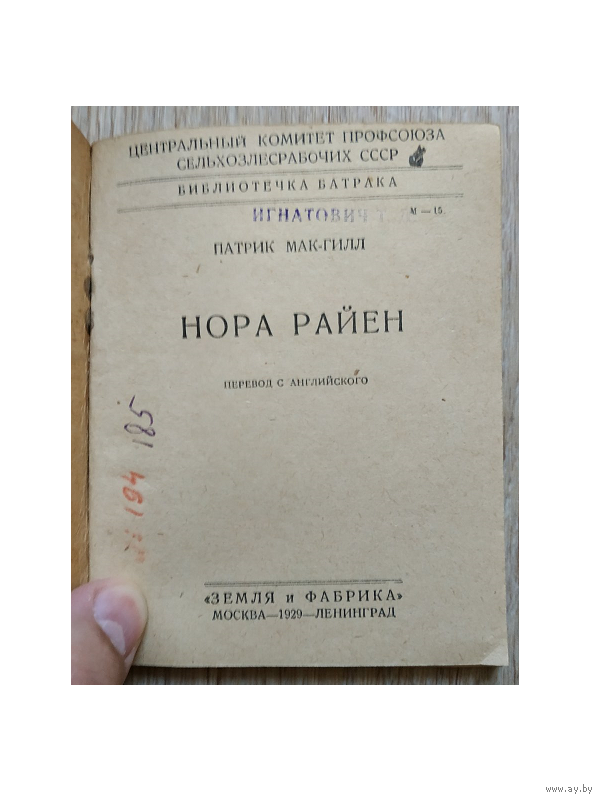 ЦЕНТРАЛЬНЫЙ КОМИТЕТ ПРОФСОЮЗА
СЕЛЬХОЗЛЕСРАБОЧИХ СССР
БИБЛИОТЕЧКА БАТРАКА
ИГНАТОВИЧ
№ — 15
ПАТРИК МАК-ГИЛЛ
НОРА РАЙЕН
ПЕРЕВОД С АНГЛИЙСКОГО
185
194
«ЗЕМЛЯ и ФАБРИКА»
МОСКВА—1929—ЛЕНИНГРАД
www.ay.by